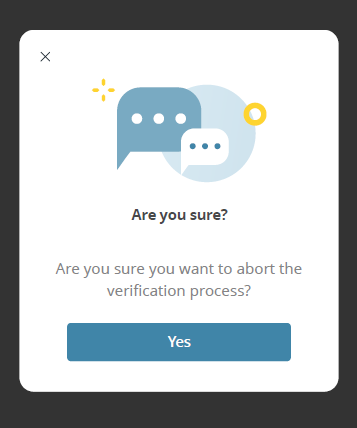 Are you sure?
Are you sure you want to abort the
verification process?
Yes